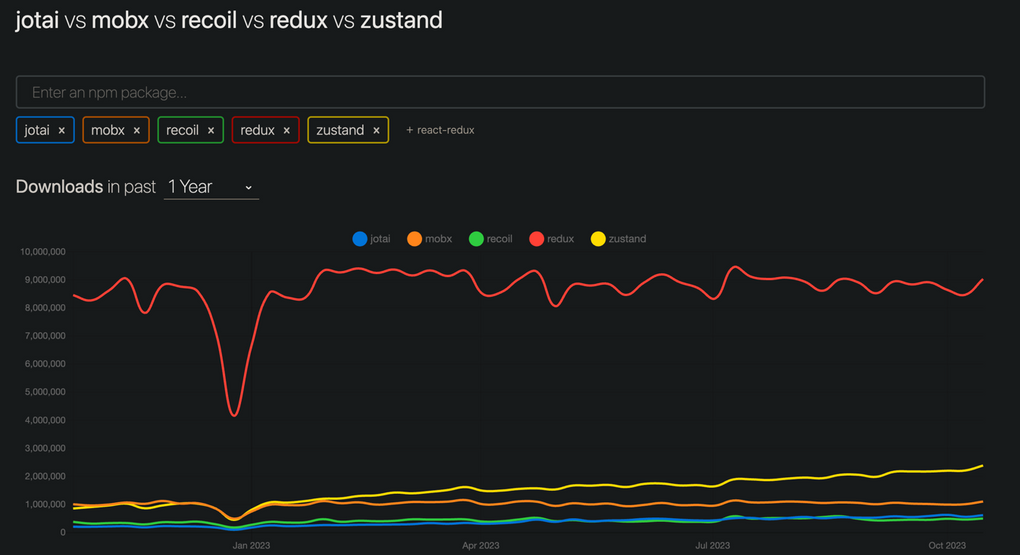 jotai vs mobx vs recoil vs redux vs zustand
Enter an npm package...
jotai × mobx × recoil × redux × zustand × + react-redux
Downloads in past 1 Year
jotai mobx recoil redux zustand
10,000,000
9,000,000
8,000,000
7,000,000
6,000,000
5,000,000
4,000,000
3,000,000
2,000,000
1,000,000
0
Jan 2023 Apr 2023 Jul 2023 Oct 2023